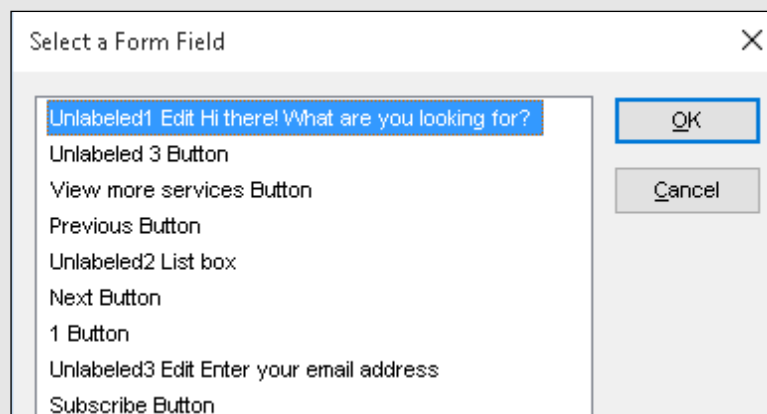 Select a Form Field
Unlabeled1 Edit Hi there! What are you looking for?
Unlabeled 3 Button
View more services Button
Previous Button
Unlabeled2 List box
Next Button
1 Button
Unlabeled3 Edit Enter your email address
Subscribe Button
OK
Cancel